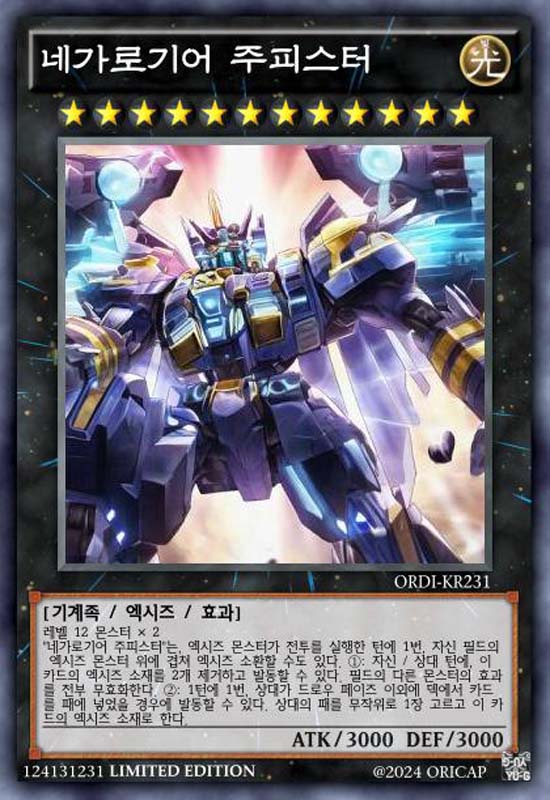 네가로기어 주피스터
光
ORDI-KR231
[기계족 / 엑시즈 / 효과]
레벨 12 몬스터 × 2
"네가로기어 주피스터"는, 엑시즈 몬스터가 전투를 실행한 턴에 1번, 자신 필드의
엑시즈 몬스터 위에 겹쳐 엑시즈 소환할 수도 있다. ①: 자신 / 상대 턴에, 이
카드의 엑시즈 소재를 2개 제거하고 발동할 수 있다. 필드의 다른 몬스터의 효과
를 전부 무효화한다. ②: 1턴에 1번, 상대가 드로우 페이즈 이외에 덱에서 카드
를 패에 넣었을 경우에 발동할 수 있다. 상대의 패를 무작위로 1장 고르고 이 카
드의 엑시즈 소재로 한다.
ATK/3000 DEF/3000
124131231 LIMITED EDITION
@2024 ORICAP